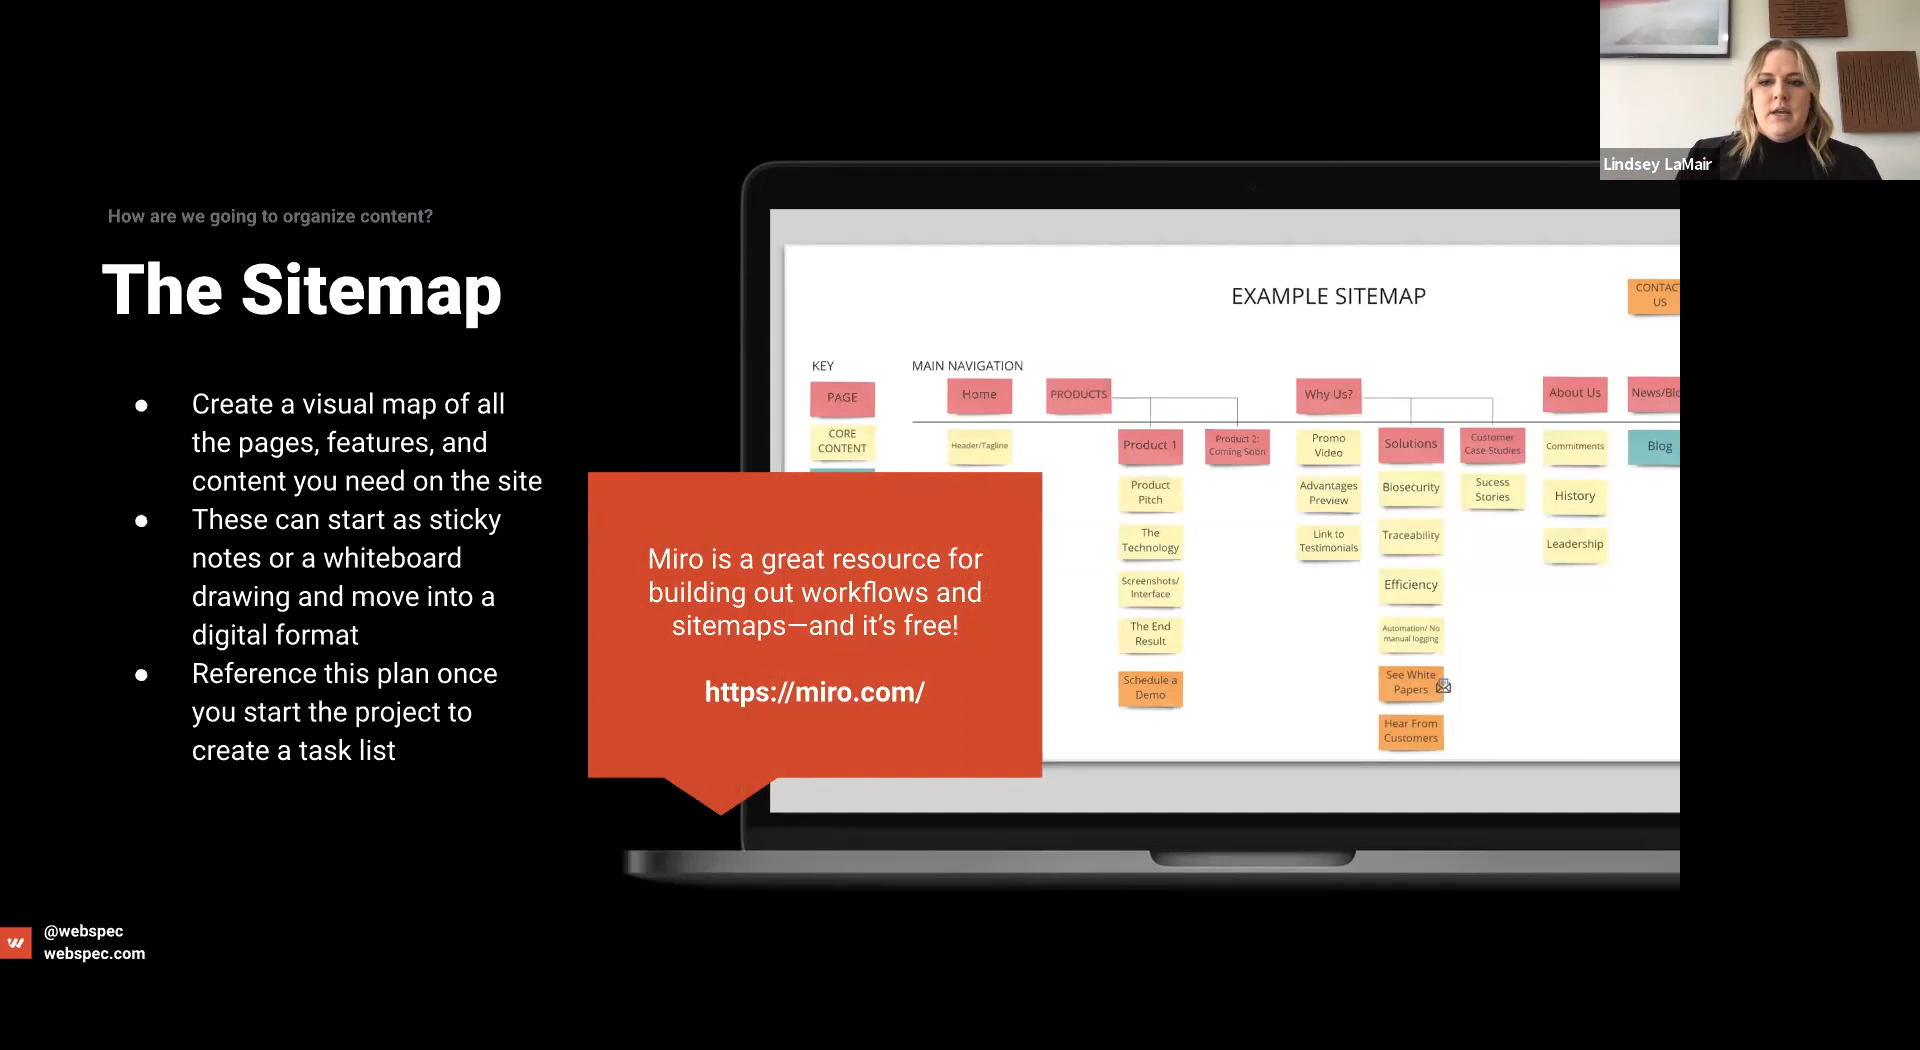 Lindsey LaMair
How are we going to organize content?
The Sitemap
● Create a visual map of all
the pages, features, and
content you need on the site
● These can start as sticky
notes or a whiteboard
drawing and move into a
digital format
● Reference this plan once
you start the project to
create a task list
Miro is a great resource for
building out workflows and
sitemaps—and it's free!
https://miro.com/
EXAMPLE SITEMAP
CONTACT
US
KEY
PAGE
CORE
CONTENT
MAIN NAVIGATION
Home
Header/Tagline
PRODUCTS
Product 1
Product
Pitch
The
Technology
Screenshots/
Interface
The End
Result
Schedule a
Demo
Product 2:
Coming Soon
Why Us?
Promo
Video
Advantages
Preview
Link to
Testimonials
Solutions
Biosecurity
Traceability
Efficiency
Automation/ No
manual logging
See White
Papers
Hear From
Customers
Customer
Case Studies
Sucess
Stories
About Us
Commitments
History
Leadership
News/Blo
Blog
@webspec
webspec.com